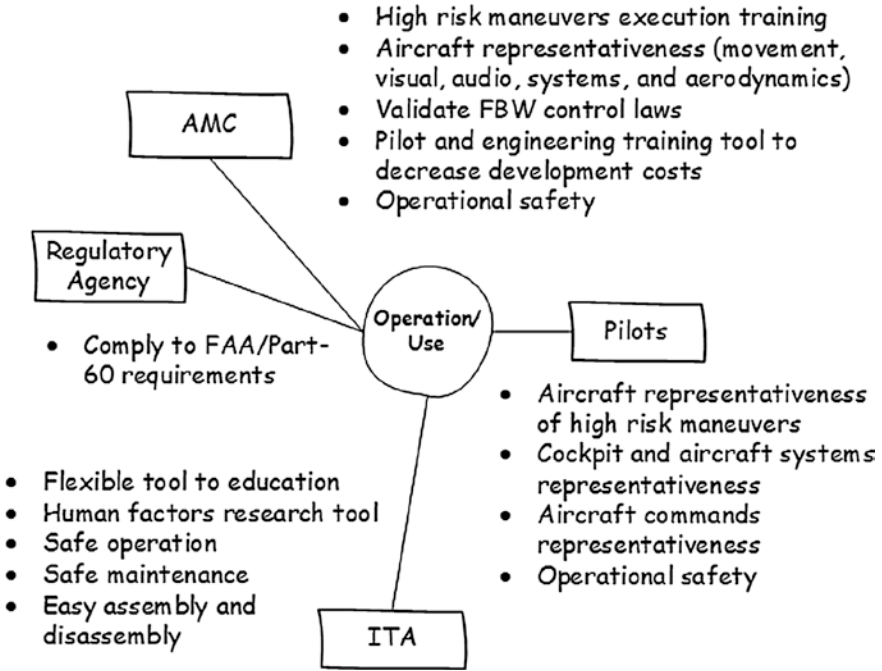 • High risk maneuvers execution training
• Aircraft representativeness (movement,
visual, audio, systems, and aerodynamics)
• Validate FBW control laws
• Pilot and engineering training tool to
decrease development costs
• Operational safety
AMC
Regulatory
Agency
• Comply to FAA/Part-
60 requirements
Operation/
Use
Pilots
• Aircraft representativeness
of high risk maneuvers
• Cockpit and aircraft systems
representativeness
• Aircraft commands
representativeness
• Operational safety
• Flexible tool to education
• Human factors research tool
• Safe operation
• Safe maintenance
• Easy assembly and
disassembly
ITA